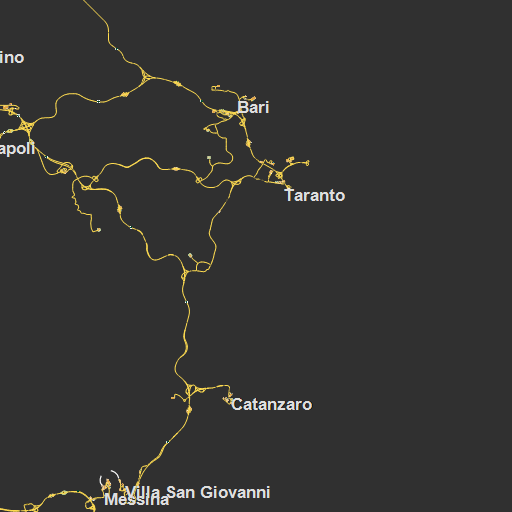 ino
Bari
apoli
Taranto
Catanzaro
Villa San Giovanni
Messina